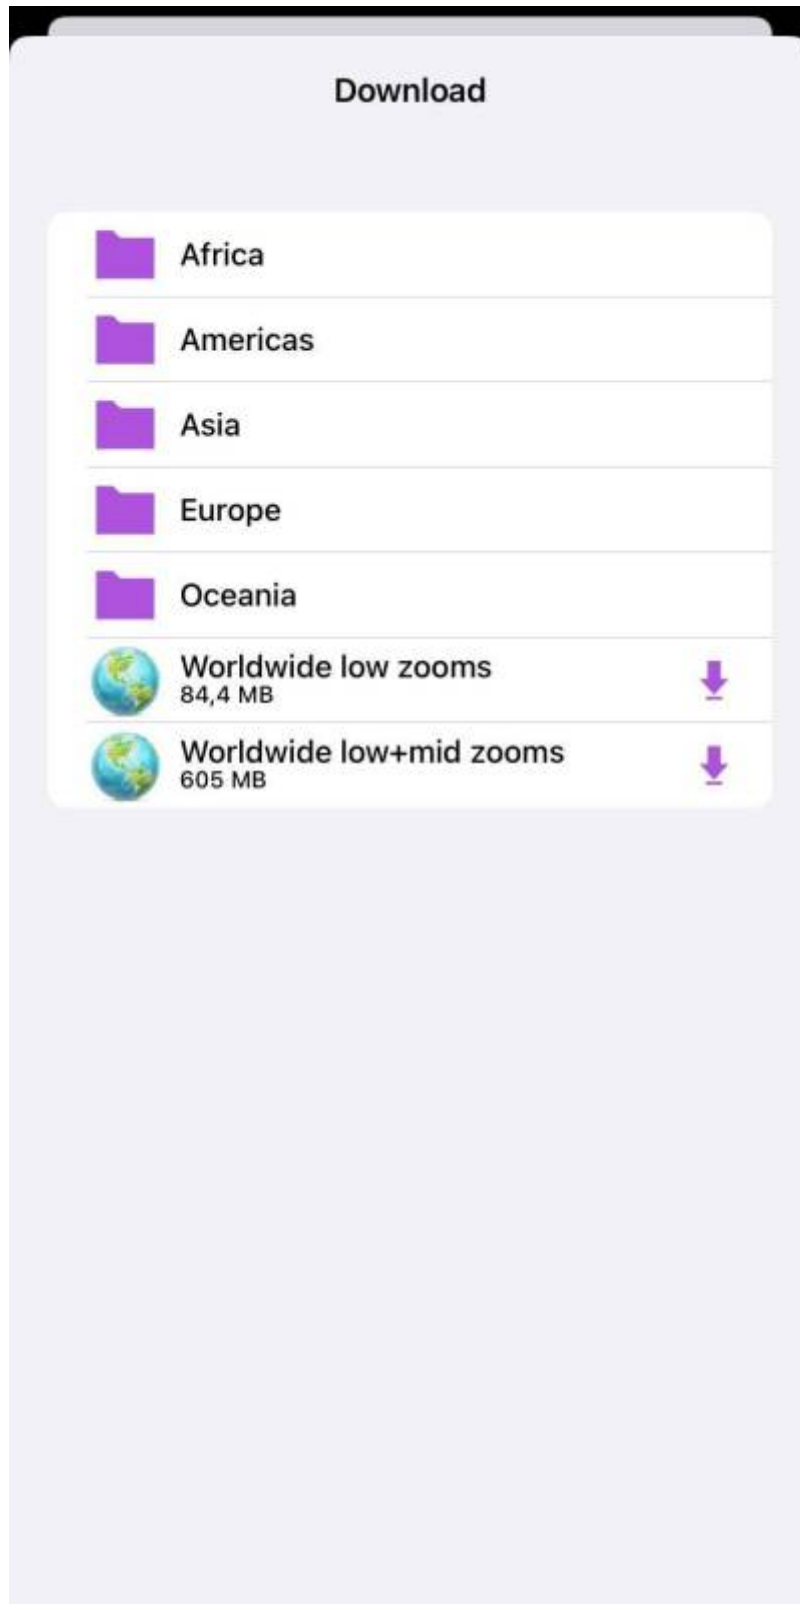 Download
Africa
Americas
Asia
Europe
Oceania
Worldwide low zooms
84,4 MB
Worldwide low+mid zooms
605 MB